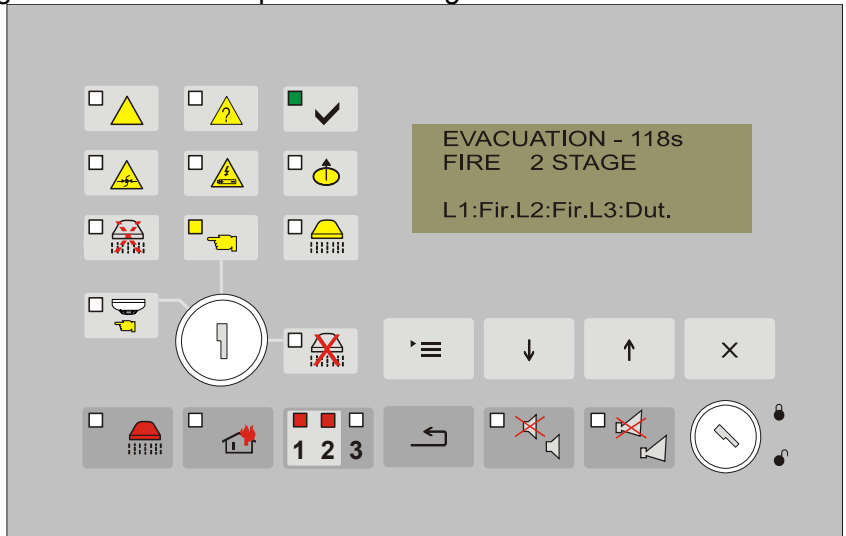 ?
EVACUATION - 118s
FIRE 2 STAGE
L1:Fir.L2:Fir.L3:Dut.
1 2 3